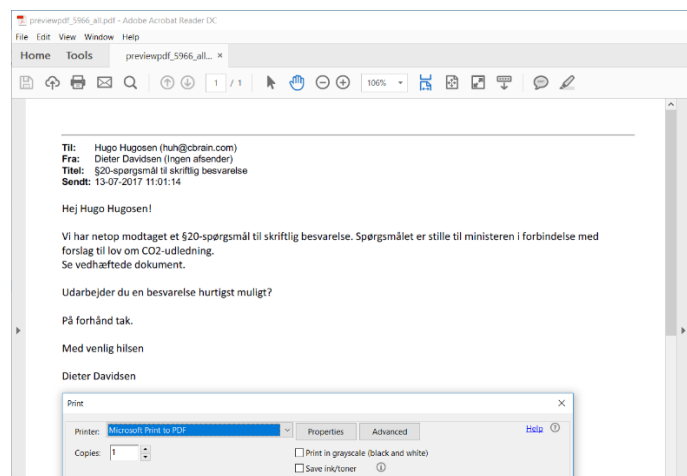 previewpdf_5966_all.pdf - Adobe Acrobat Reader DC
File Edit View Window Help
Home Tools previewpdf_5966_all... ×
1 / 1 106%
Til: Hugo Hugosen (huh@cbrain.com)
Fra: Dieter Davidsen (Ingen afsender)
Titel: §20-spørgsmål til skriftlig besvarelse
Sendt: 13-07-2017 11:01:14
Hej Hugo Hugosen!
Vi har netop modtaget et §20-spørgsmål til skriftlig besvarelse. Spørgsmålet er stille til ministeren i forbindelse med
forslag til lov om CO2-udledning.
Se vedhæftede dokument.
Udarbejder du en besvarelse hurtigst muligt?
På forhånd tak.
Med venlig hilsen
Dieter Davidsen
Print
Printer: Microsoft Print to PDF Properties Advanced Help
Copies: 1 Print in grayscale (black and white)
Save ink/toner